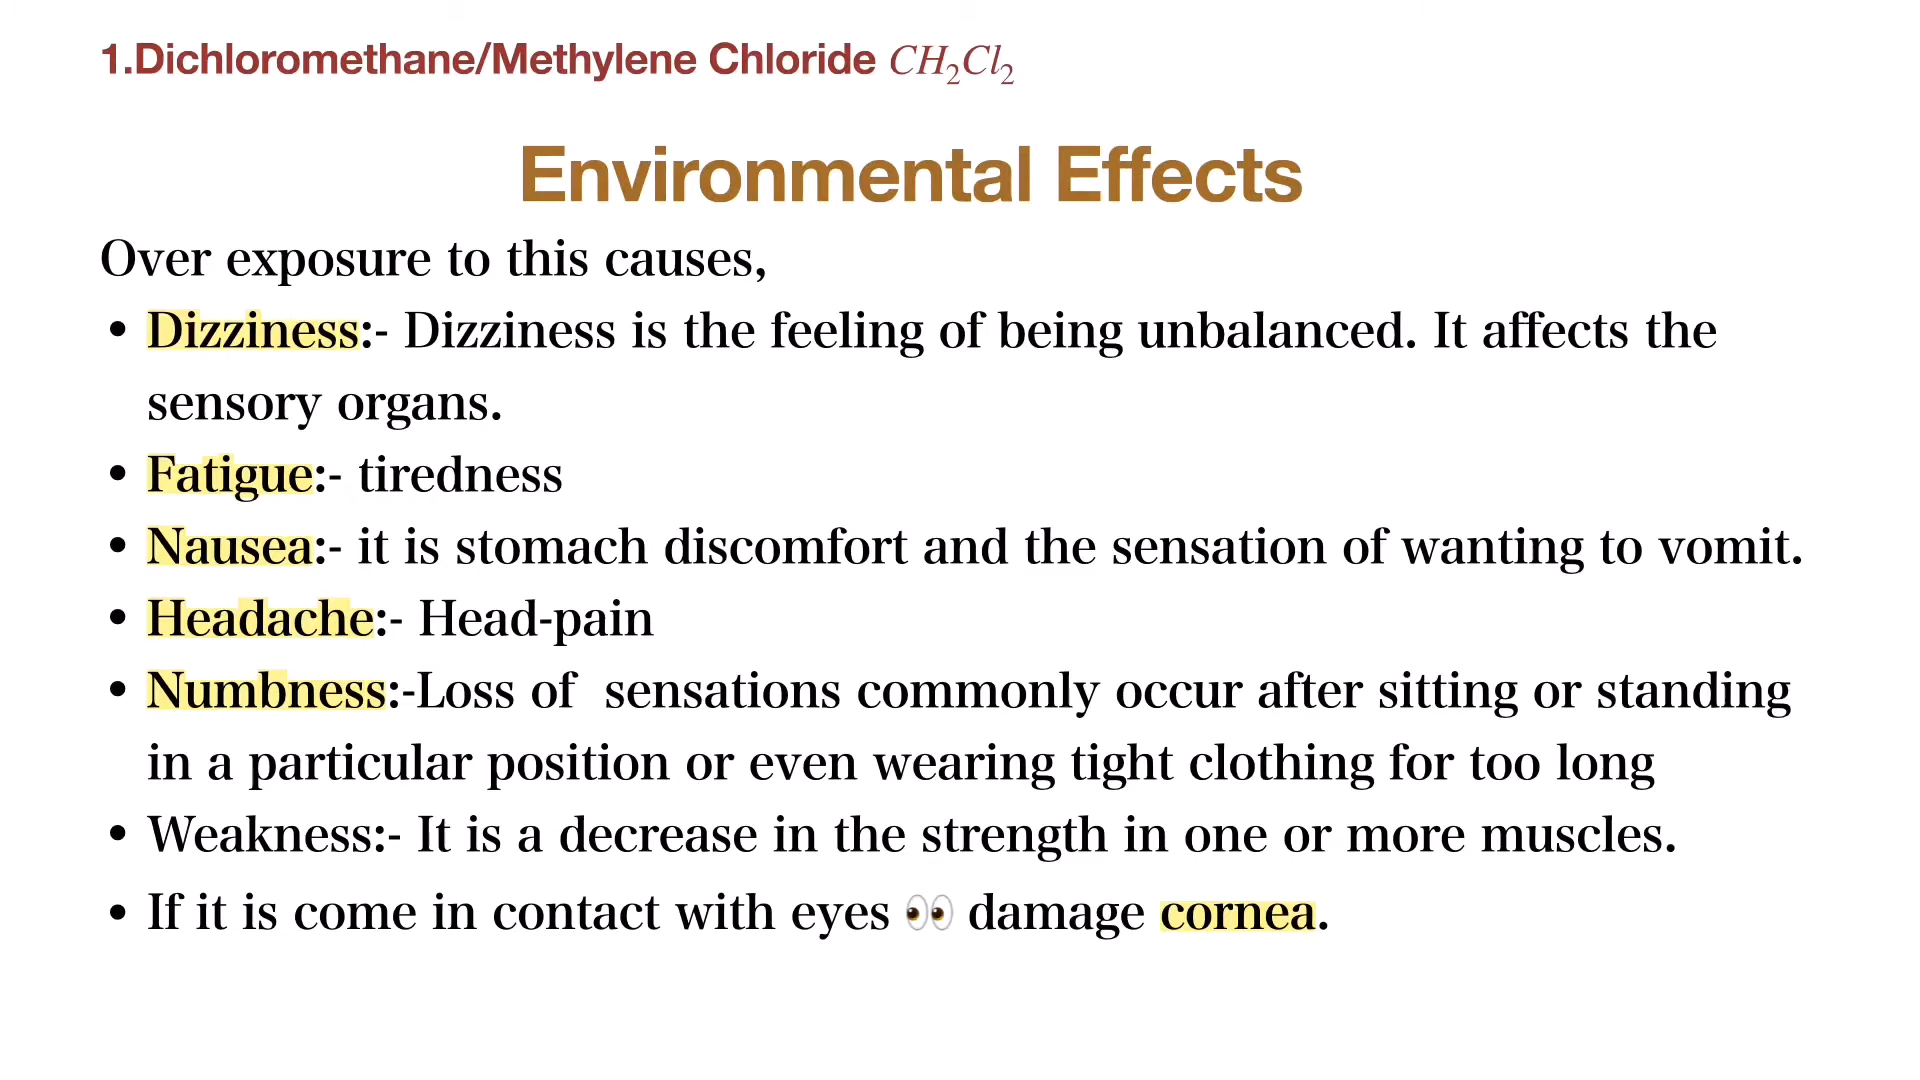 1.Dichloromethane/Methylene Chloride CH₂Cl₂
Environmental Effects
Over exposure to this causes,
• Dizziness:- Dizziness is the feeling of being unbalanced. It affects the
sensory organs.
• Fatigue:- tiredness
• Nausea:- it is stomach discomfort and the sensation of wanting to vomit.
• Headache:- Head-pain
• Numbness:-Loss of  sensations commonly occur after sitting or standing
in a particular position or even wearing tight clothing for too long
• Weakness:- It is a decrease in the strength in one or more muscles.
• If it is come in contact with eyes 👀 damage cornea.